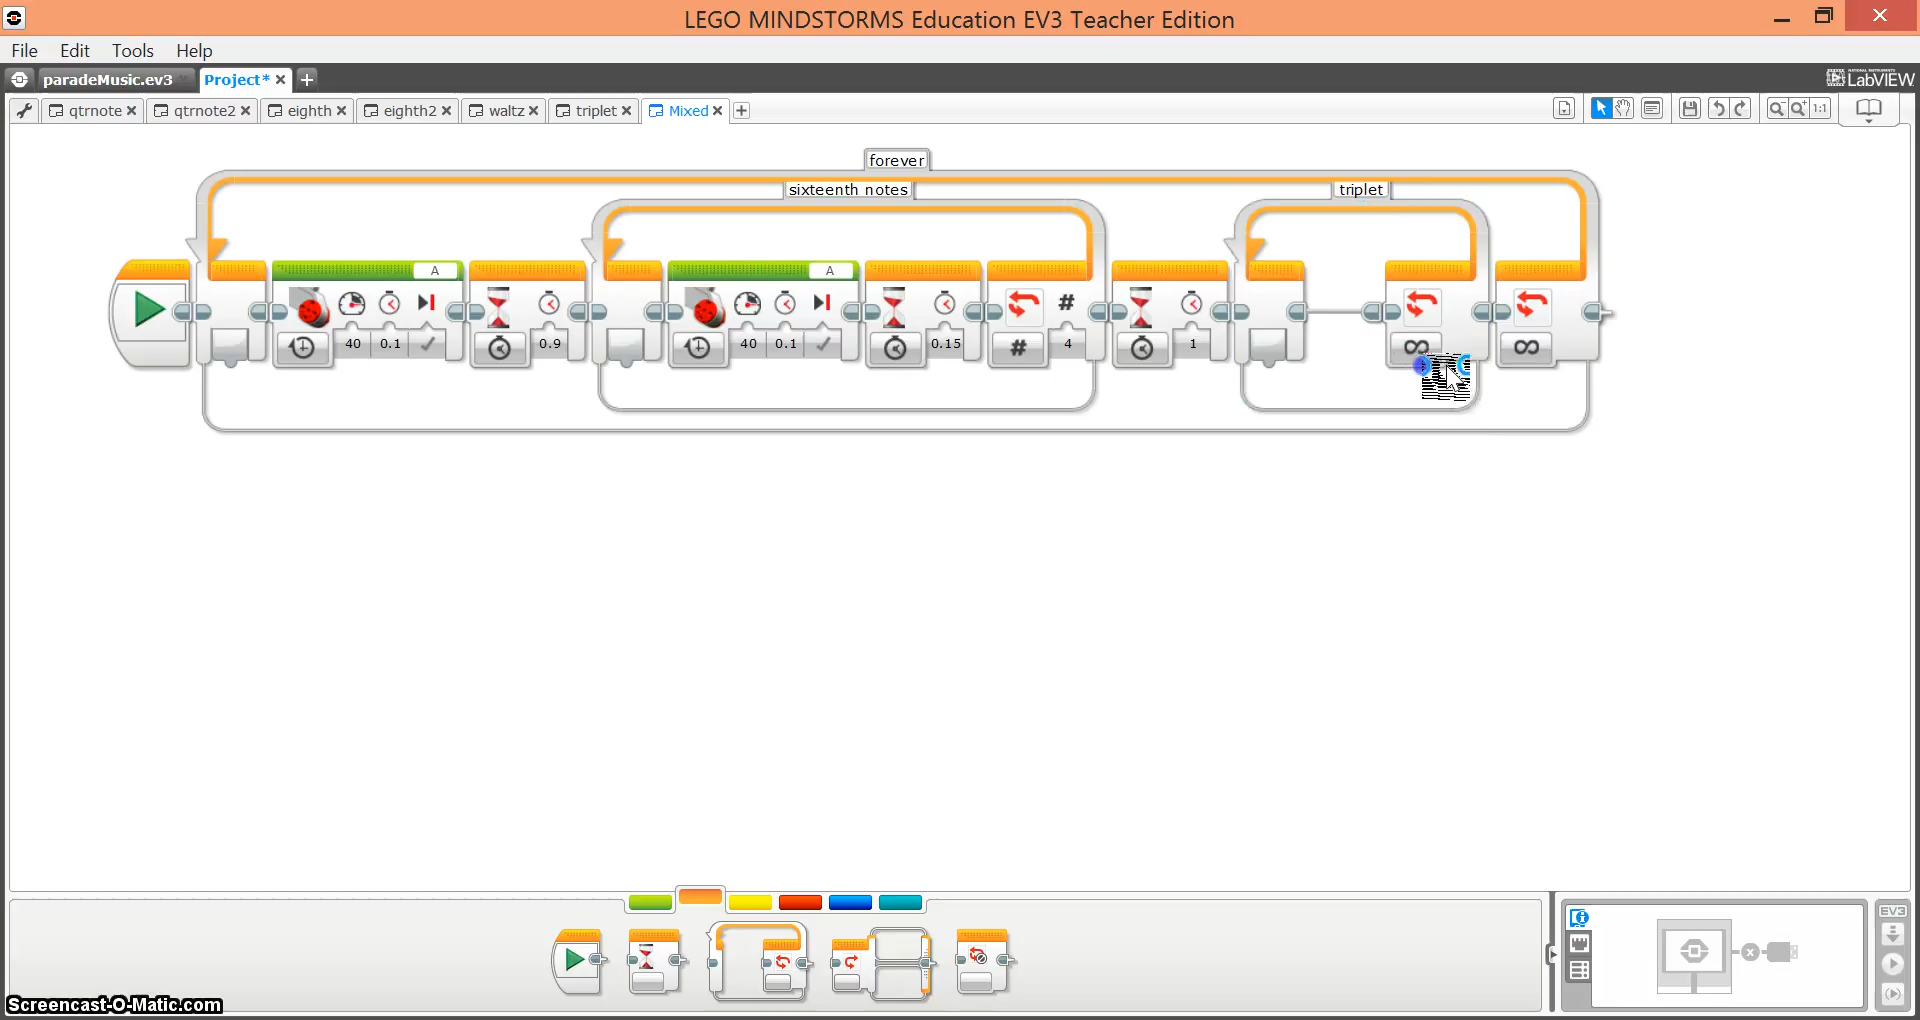 LEGO MINDSTORMS Education EV3 Teacher Edition
File Edit Tools Help
paradeMusic.ev3 Project* +
LabVIEW
qtrnote qtrnote2 eighth eighth2 waltz triplet Mixed + 1:1
forever
sixteenth notes triplet
A A
# 
40 0.1 0.9 40 0.1 0.15 # 4 1 ∞ ∞
EV3
Screencast-O-Matic.com